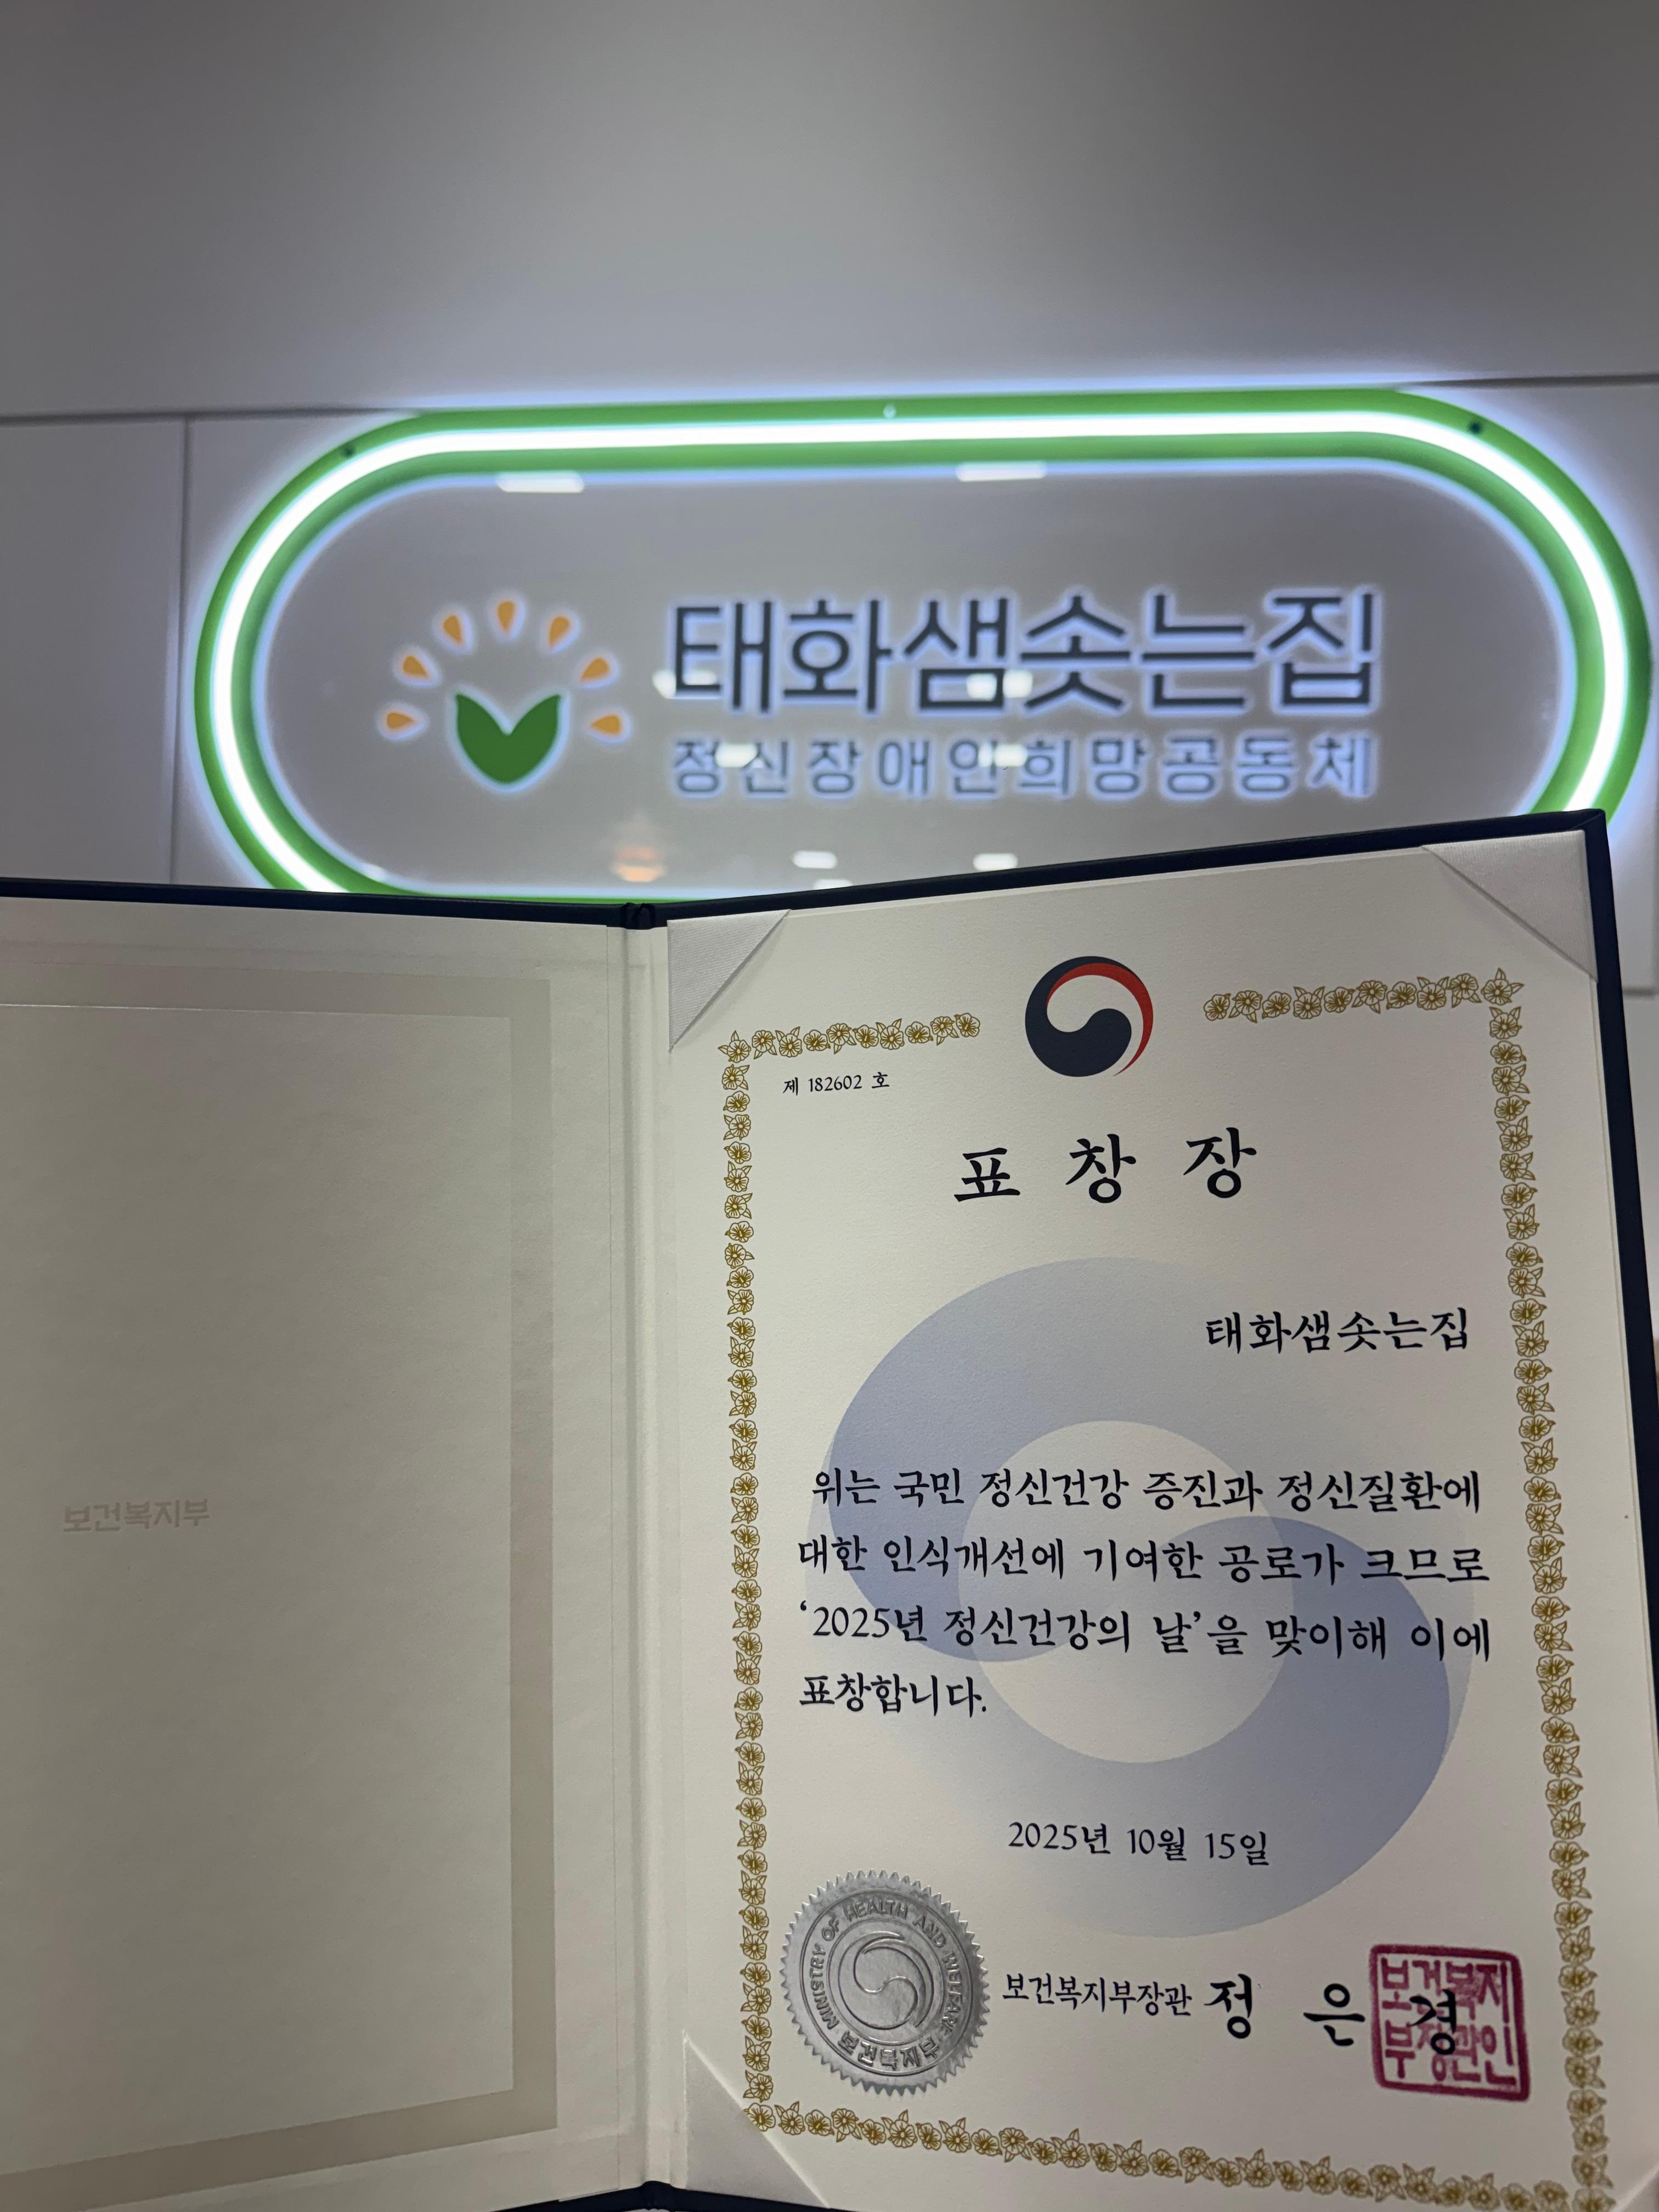 태화샘솟는집
정신장애인희망공동체
보건복지부
제 182602 호
표 창 장
태화샘솟는집
위는 국민 정신건강 증진과 정신질환에
대한 인식개선에 기여한 공로가 크므로
‘2025년 정신건강의 날’을 맞이해 이에
표창합니다.
2025년 10월 15일
MINISTRY OF HEALTH AND WELFARE
보건복지부
보건복지부장관 정 은 경
보건복지
부장관인